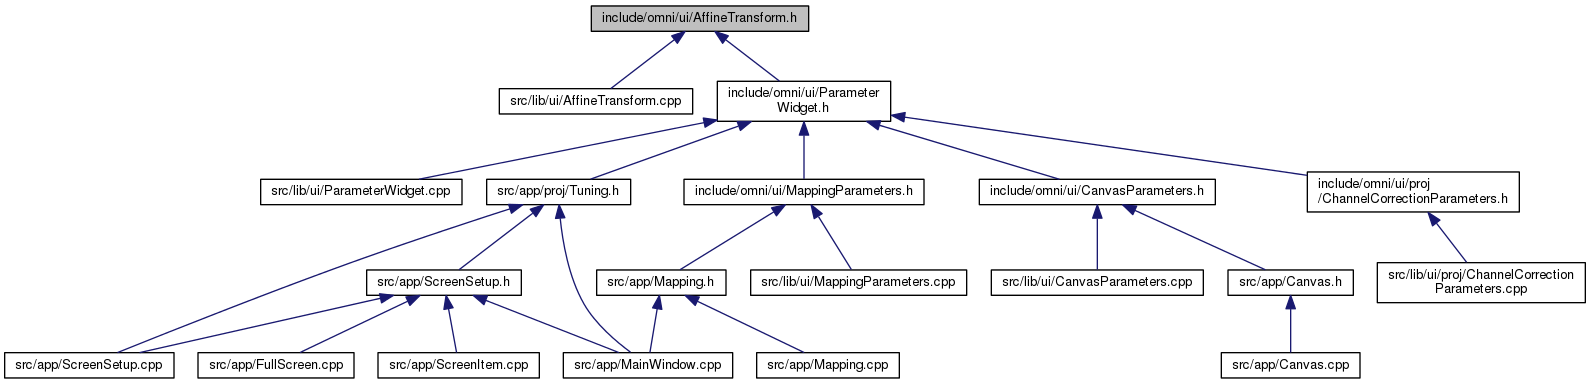 include/omni/ui/AffineTransform.h
src/lib/ui/AffineTransform.cpp
include/omni/ui/Parameter
Widget.h
src/lib/ui/ParameterWidget.cpp
src/app/proj/Tuning.h
include/omni/ui/MappingParameters.h
include/omni/ui/CanvasParameters.h
include/omni/ui/proj
/ChannelCorrectionParameters.h
src/app/ScreenSetup.h
src/app/Mapping.h
src/lib/ui/MappingParameters.cpp
src/lib/ui/CanvasParameters.cpp
src/app/Canvas.h
src/lib/ui/proj/ChannelCorrection
Parameters.cpp
src/app/ScreenSetup.cpp
src/app/FullScreen.cpp
src/app/ScreenItem.cpp
src/app/MainWindow.cpp
src/app/Mapping.cpp
src/app/Canvas.cpp